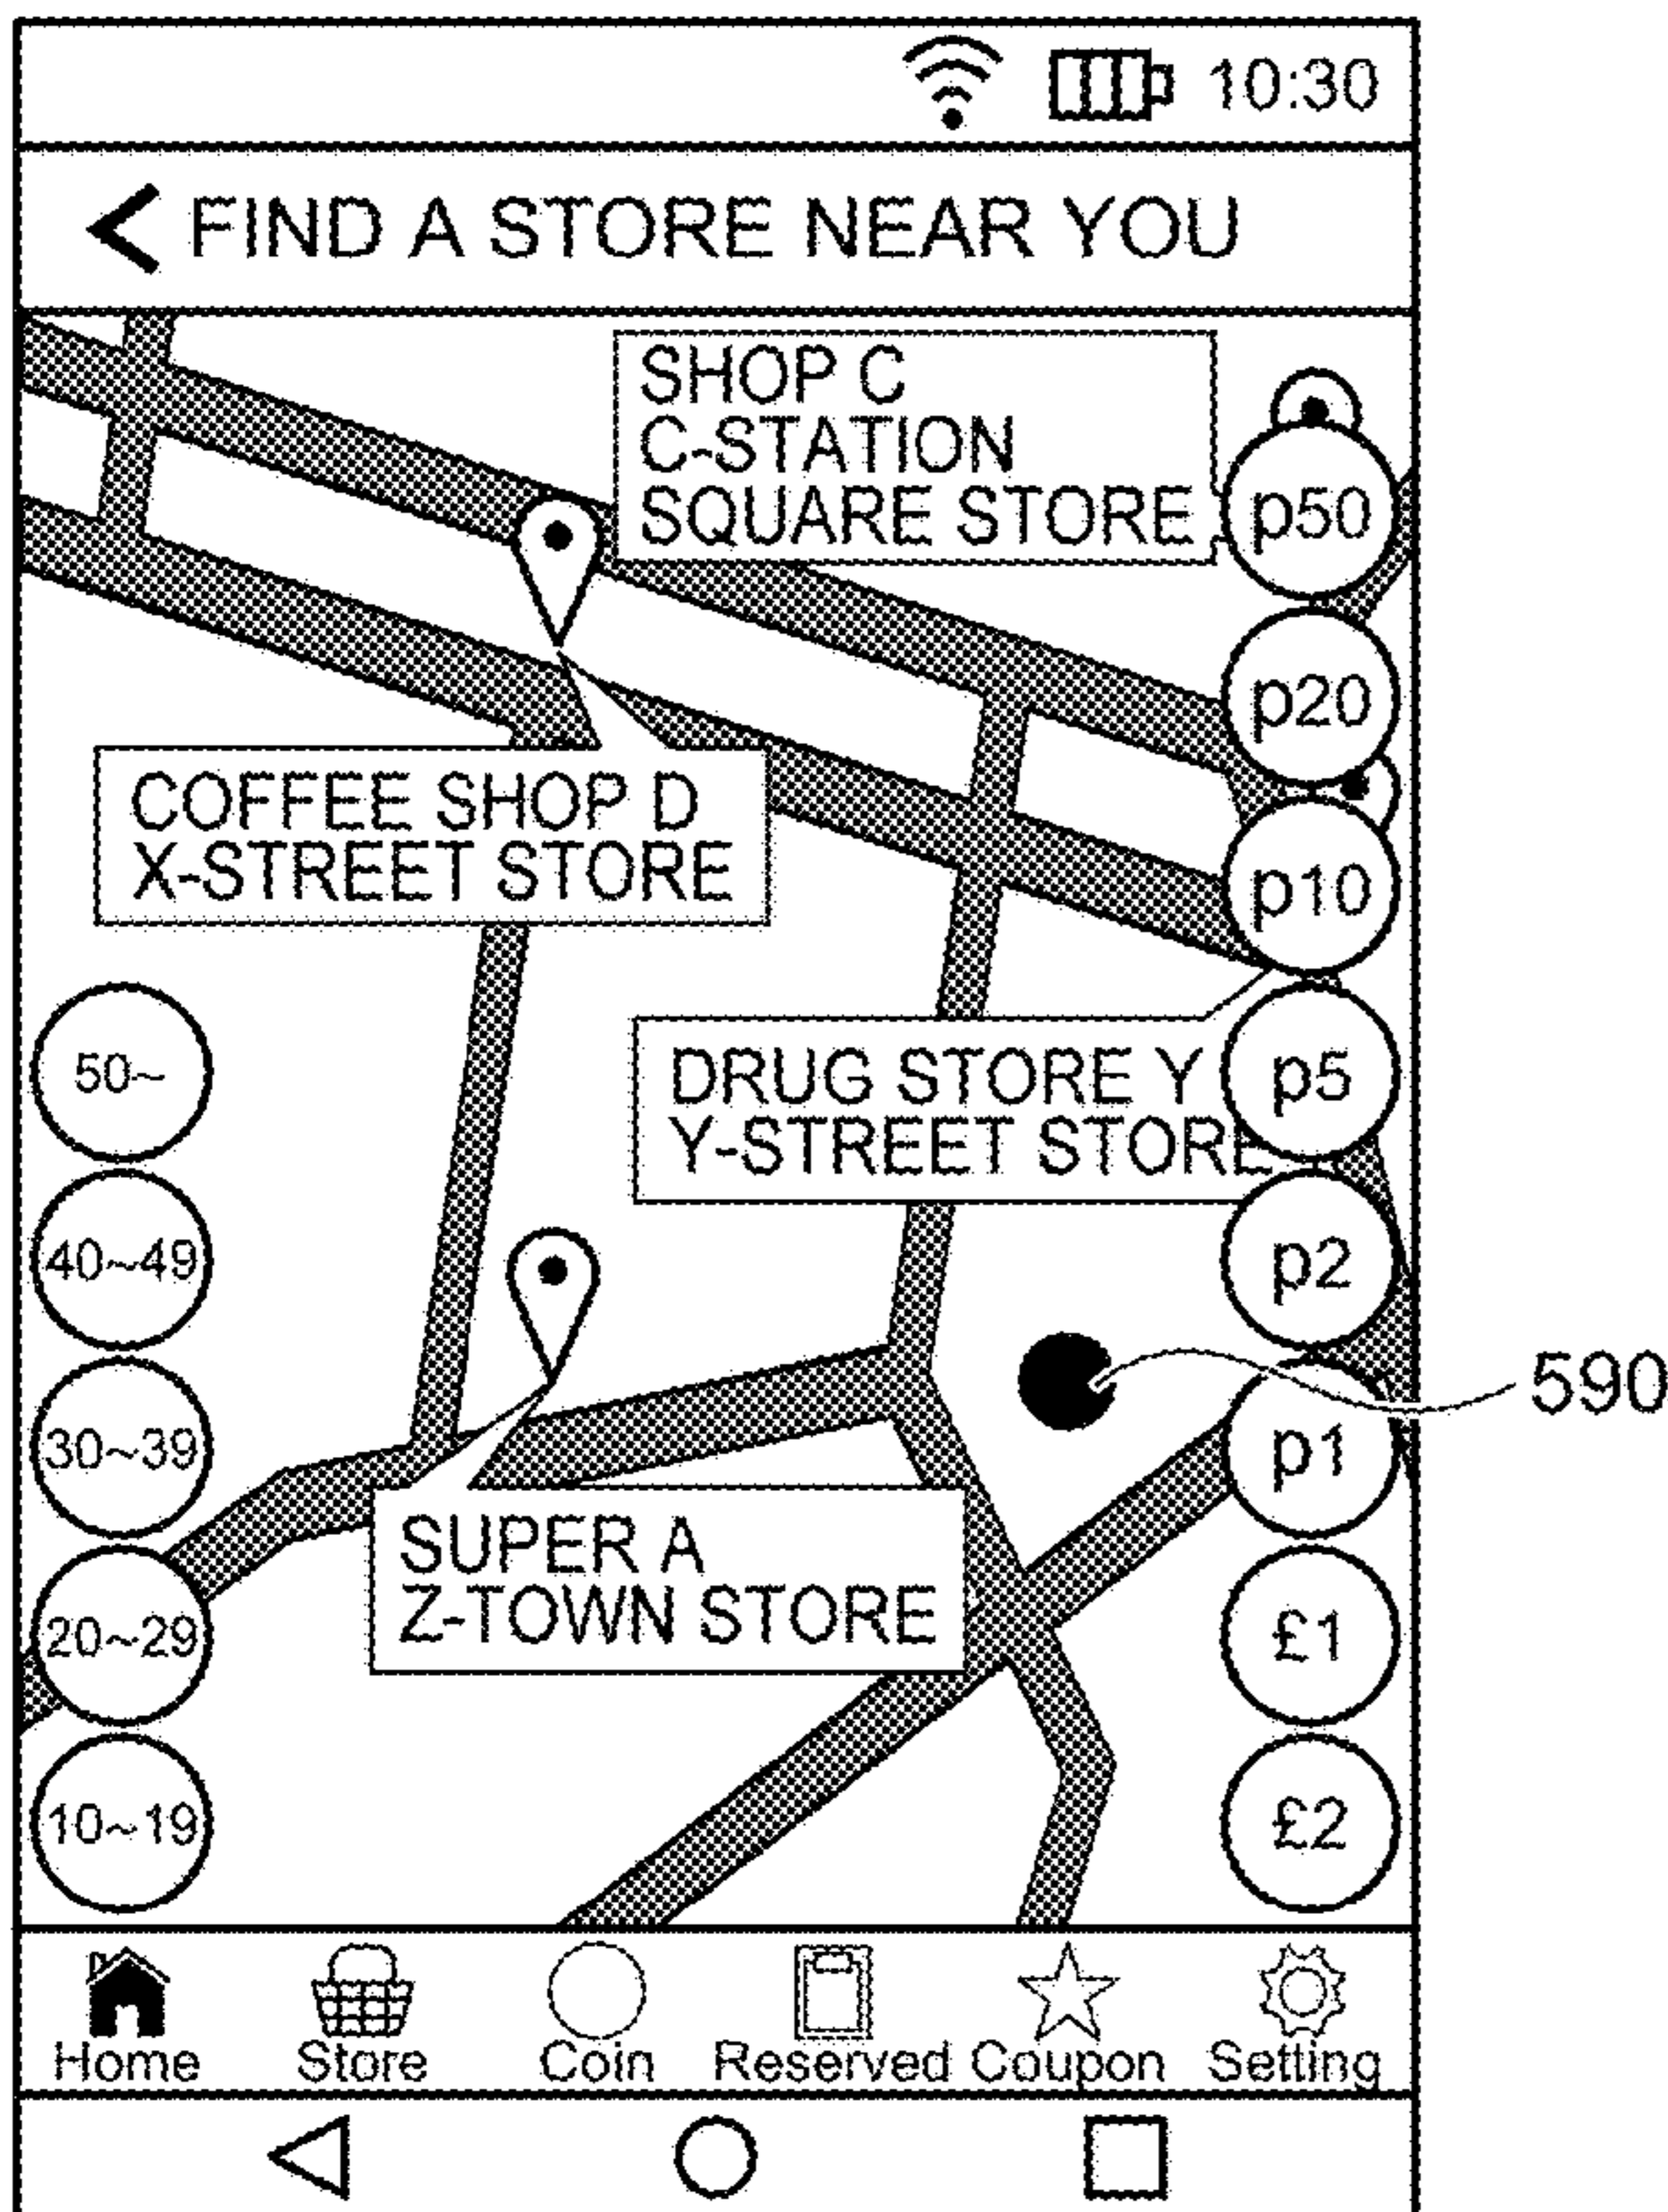 10:30
< FIND A STORE NEAR YOU
SHOP C
C-STATION
SQUARE STORE
p50
p20
COFFEE SHOP D
X-STREET STORE
p10
50~
DRUG STORE Y
Y-STREET STORE
p5
40~49
p2
590
30~39
p1
SUPER A
Z-TOWN STORE
20~29
£1
10~19
£2
Home Store Coin Reserved Coupon Setting